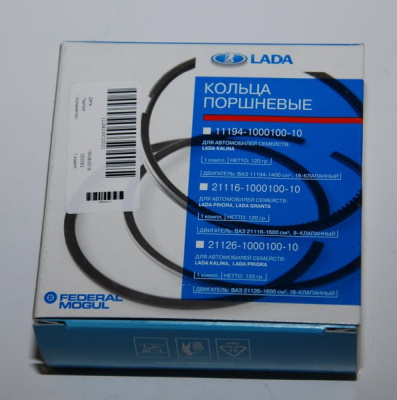 LADA
КОЛЬЦА
ПОРШНЕВЫЕ
11194-1000100-10
ДЛЯ АВТОМОБИЛЕЙ СЕМЕЙСТВ:
LADA KALINA
1 компл. НЕТТО: 120 гр.
ДВИГАТЕЛЬ: ВАЗ 11194-1400 см³, 16-КЛАПАННЫЙ
21116-1000100-10
ДЛЯ АВТОМОБИЛЕЙ СЕМЕЙСТВ:
LADA PRIORA, LADA GRANTA
1 компл. НЕТТО: 120 гр.
ДВИГАТЕЛЬ: ВАЗ 21116-1600 см³, 8-КЛАПАННЫЙ
21126-1000100-10
ДЛЯ АВТОМОБИЛЕЙ СЕМЕЙСТВ:
LADA KALINA, LADA PRIORA
1 компл. НЕТТО: 120 гр.
ДВИГАТЕЛЬ: ВАЗ 21126-1600 см³, 16-КЛАПАННЫЙ
FEDERAL
MOGUL